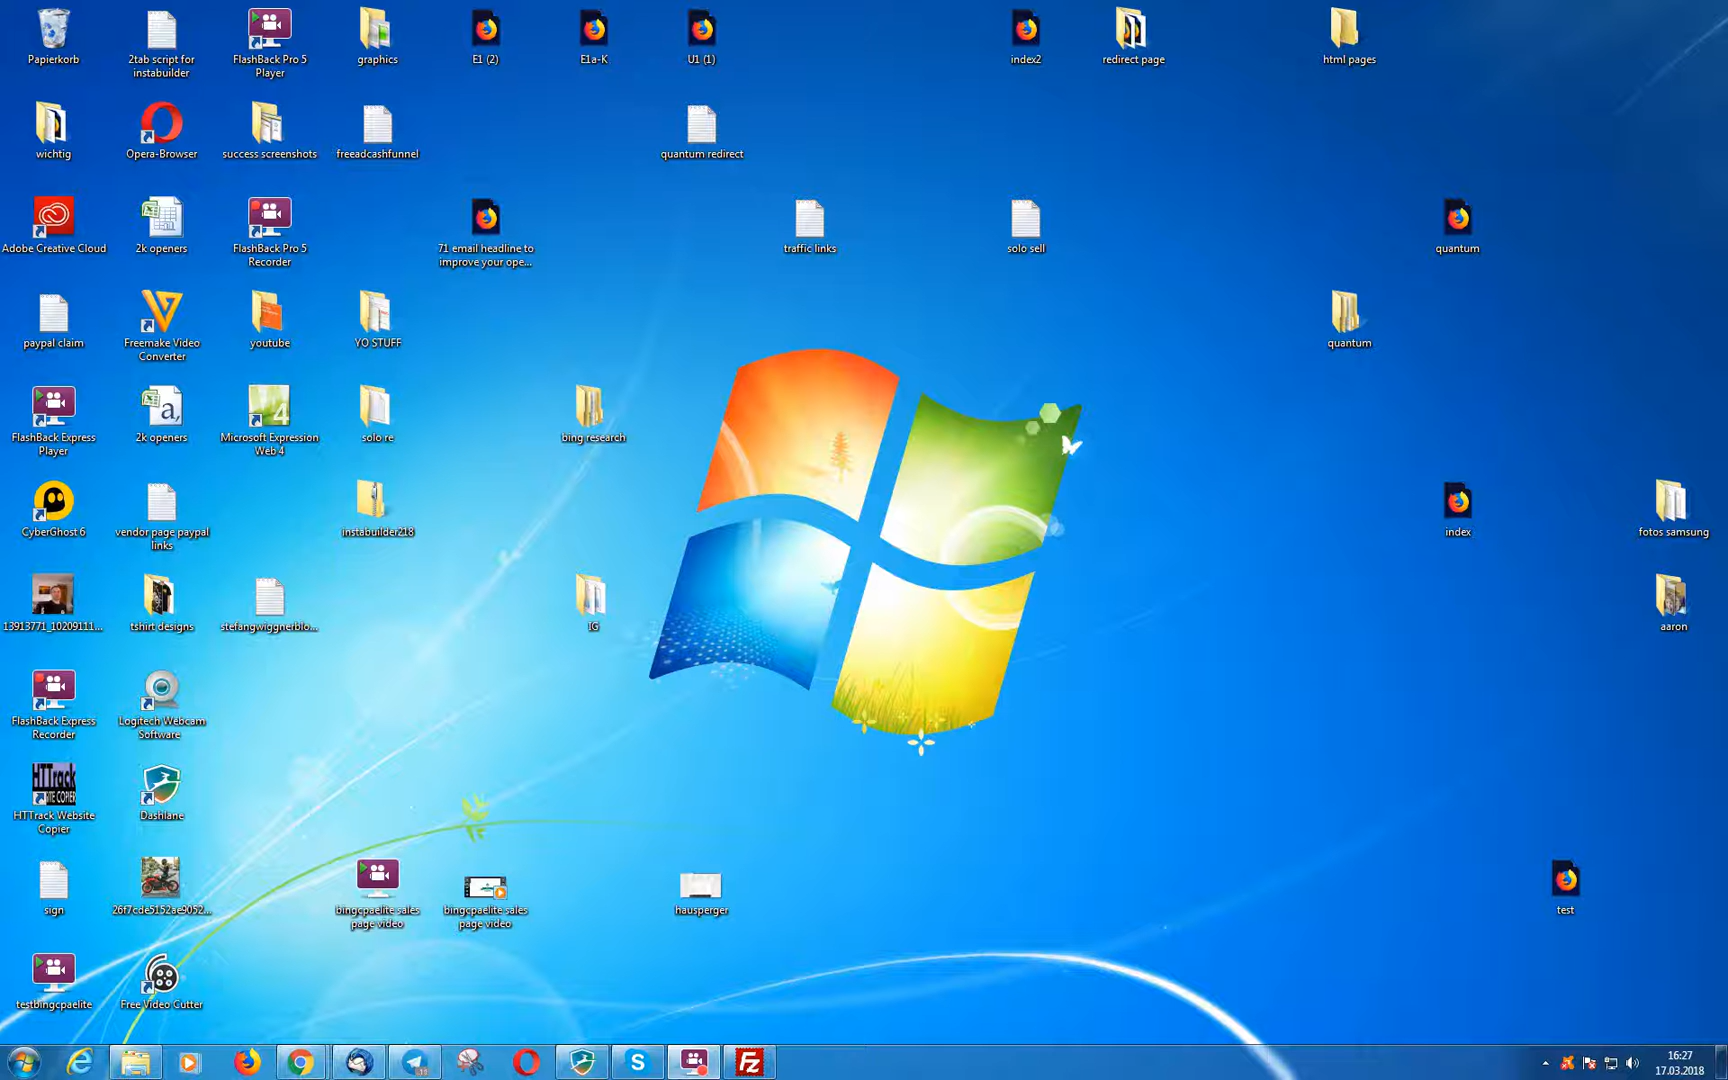 Papierkorb
2tab script for
instabuilder
FlashBack Pro 5
Player
graphics
E1 (2)
E1a-K
U1 (1)
index2
redirect page
html pages
wichtig
Opera-Browser
success screenshots
freeadcashfunnel
quantum redirect
Adobe Creative Cloud
2k openers
FlashBack Pro 5
Recorder
71 email headline to
improve your ope...
traffic links
solo sell
quantum
paypal claim
Freemake Video
Converter
youtube
YO STUFF
quantum
FlashBack Express
Player
2k openers
4
Microsoft Expression
Web 4
solo re
bing research
CyberGhost 6
vendor page paypal
links
instabuilder218
index
fotos samsung
13913771_10209111...
tshirt designs
stefangwiggnerblo...
IG
aaron
FlashBack Express
Recorder
Logitech Webcam
Software
HTTrack
SITE COPIER
HTTrack Website
Copier
Dashlane
sign
26f7cde5152ae9052...
bingcpaelite sales
page video
bingcpaelite sales
page video
hausperger
test
testbingcpaelite
Free Video Cutter
16:27
17.03.2018